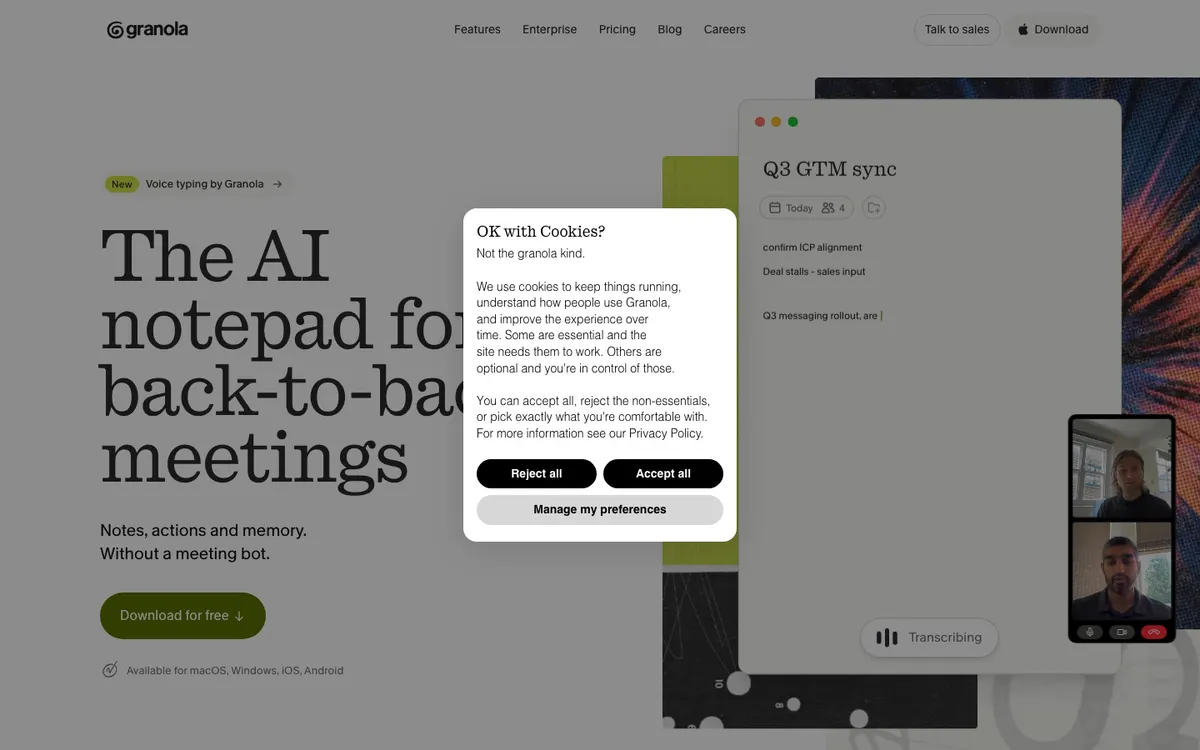 granola
Features Enterprise Pricing Blog Careers
Talk to sales
Download
New Voice typing by Granola →
The AI
notepad for
back-to-bac
meetings
Notes, actions and memory.
Without a meeting bot.
Download for free ↓
Available for macOS, Windows, iOS, Android
OK with Cookies?
Not the granola kind.
We use cookies to keep things running,
understand how people use Granola,
and improve the experience over
time. Some are essential and the
site needs them to work. Others are
optional and you're in control of those.
You can accept all, reject the non-essentials,
or pick exactly what you're comfortable with.
For more information see our Privacy Policy.
Reject all
Accept all
Manage my preferences
Q3 GTM sync
Today 4
confirm ICP alignment
Deal stalls - sales input
Q3 messaging rollout, are
Transcribing
10
8